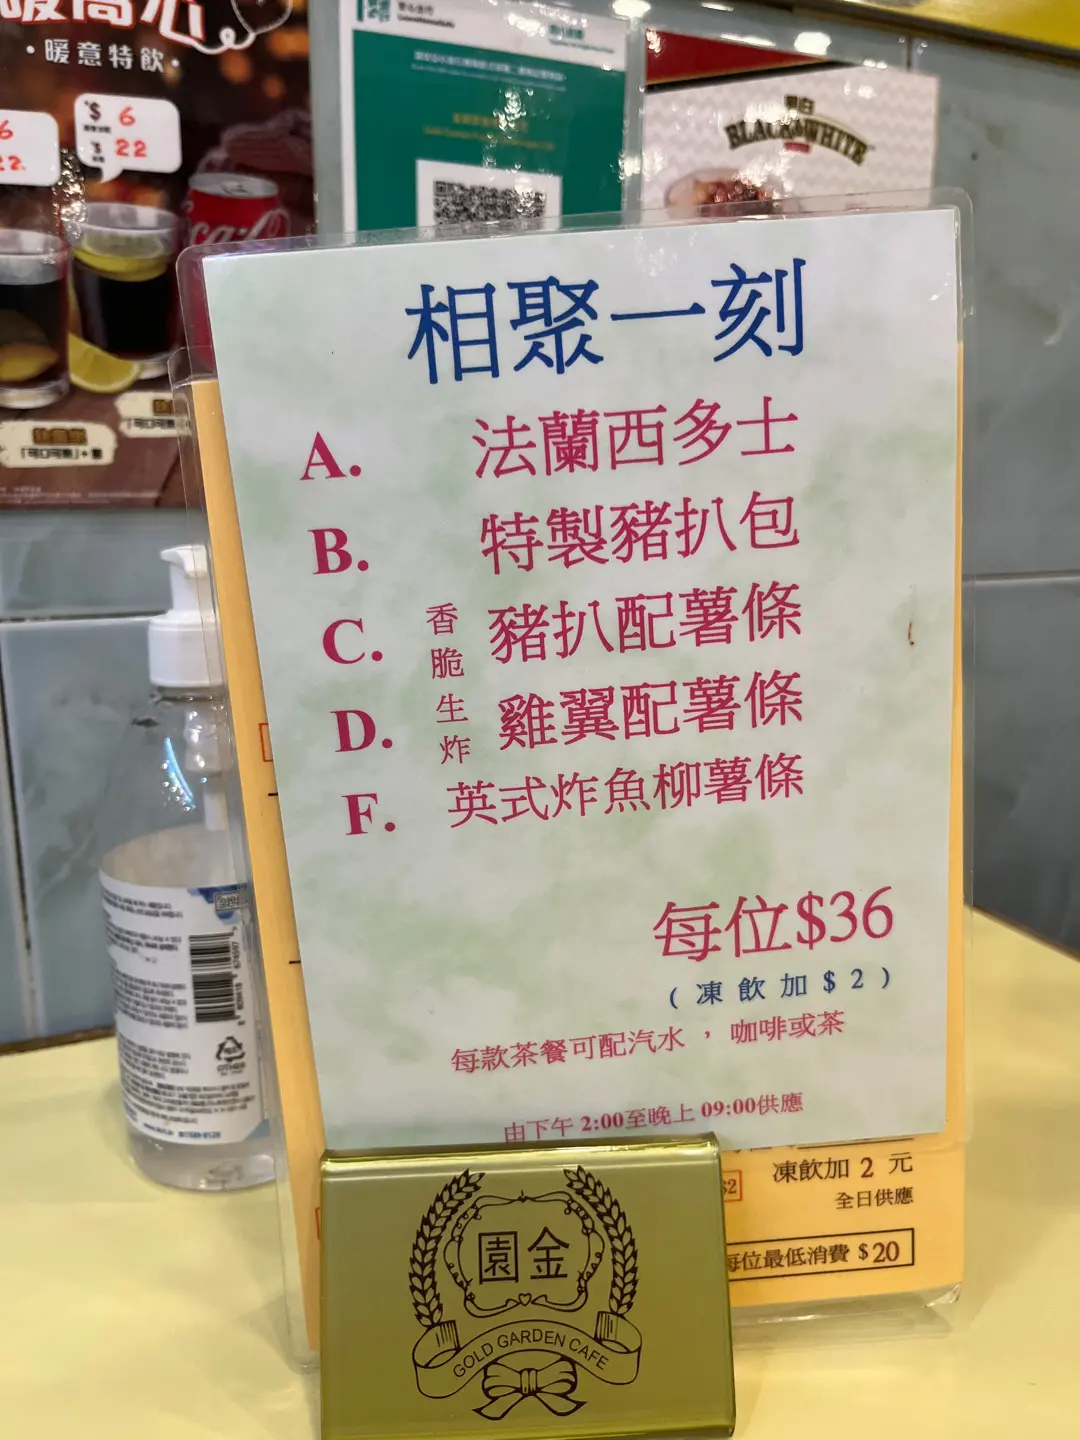 ·暖意特飲·
$ 6
$ 22
黑白
BLACK&WHITE
相聚一刻
A. 法蘭西多士
B. 特製豬扒包
C. 豬扒配薯條
香脆生炸
D. 雞翼配薯條
F. 英式炸魚柳薯條
每位$36
(凍飲加$2)
每款茶餐可配汽水，咖啡或茶
由下午 2:00至晚上 09:00供應
凍飲加 2 元
全日供應
每位最低消費 $20
園金
GOLD GARDEN CAFE